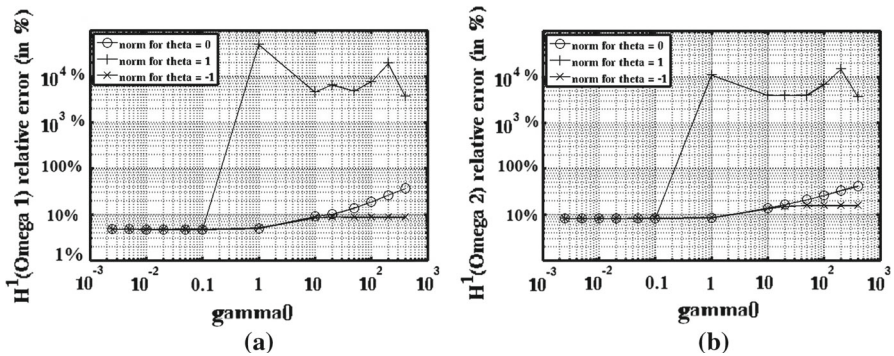 H¹(Omega 1) relative error (in %)
norm for theta = 0
norm for theta = 1
norm for theta = -1
10⁴ %
10³ %
100%
10%
1%
10⁻³
10⁻²
0.1
1
10
10²
10³
gamma0
(a)
H¹(Omega 2) relative error (in %)
norm for theta = 0
norm for theta = 1
norm for theta = -1
10⁴ %
10³ %
100%
10%
10⁻³
10⁻²
0.1
1
10
10²
10³
gamma0
(b)